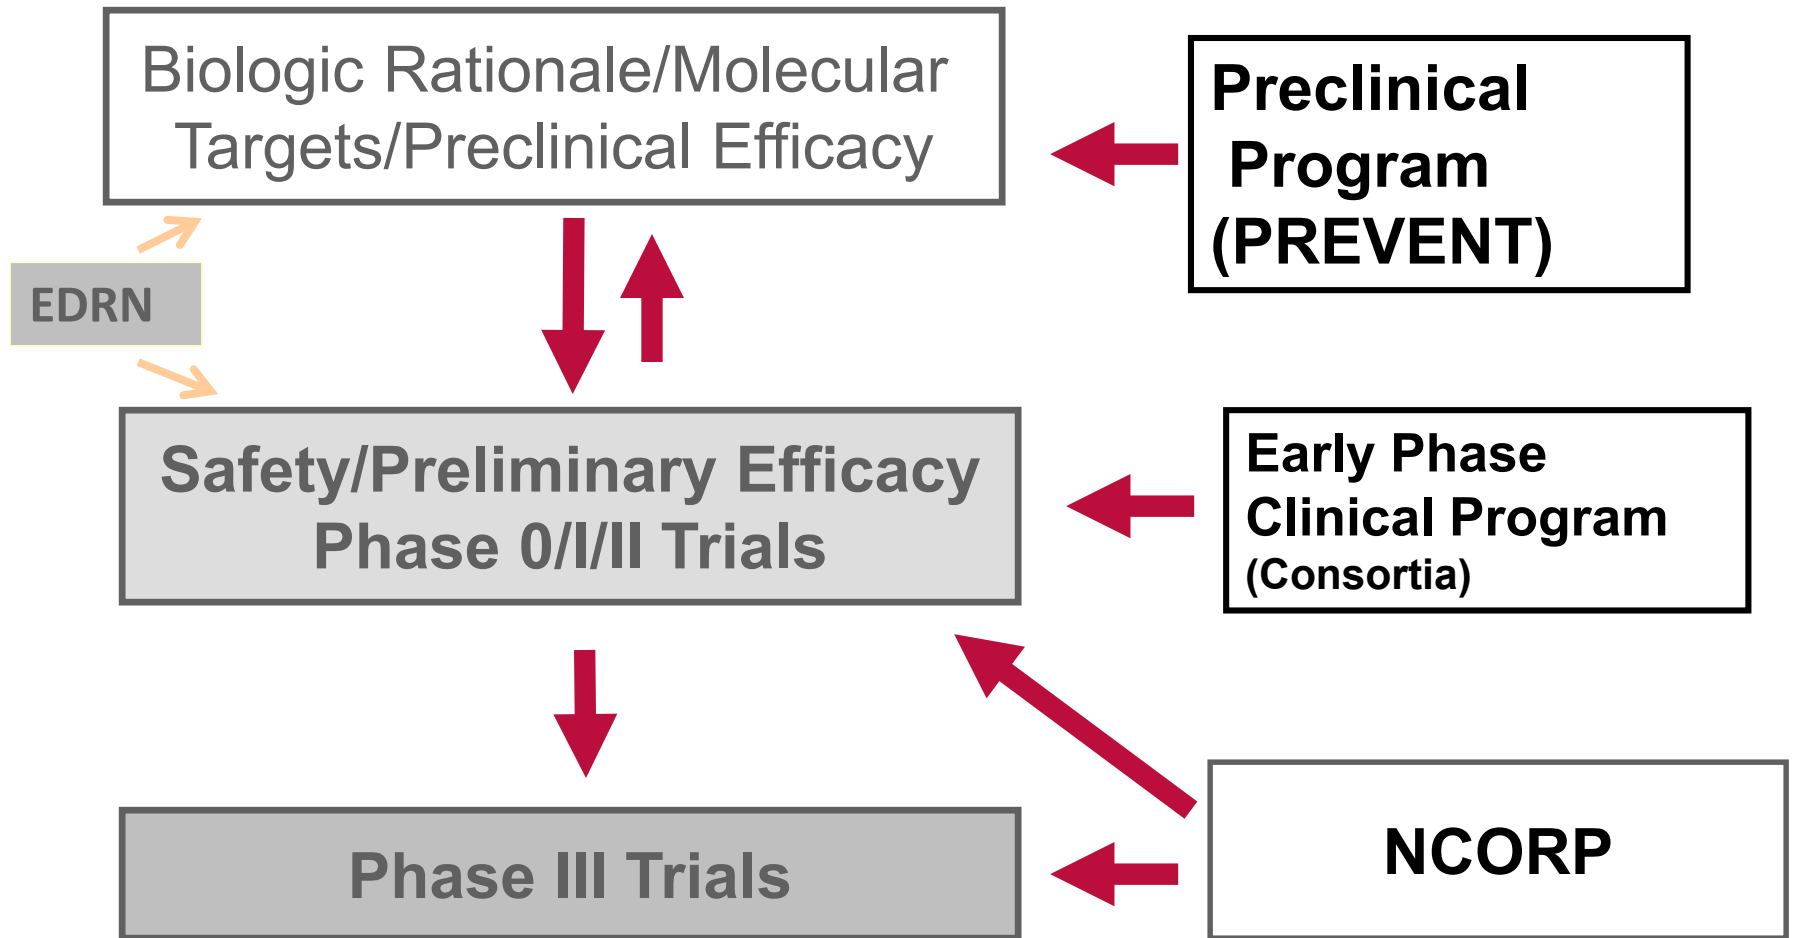 Biologic Rationale/Molecular
Targets/Preclinical Efficacy
Preclinical
Program
(PREVENT)
EDRN
Safety/Preliminary Efficacy
Phase 0/I/II Trials
Early Phase
Clinical Program
(Consortia)
Phase III Trials
NCORP